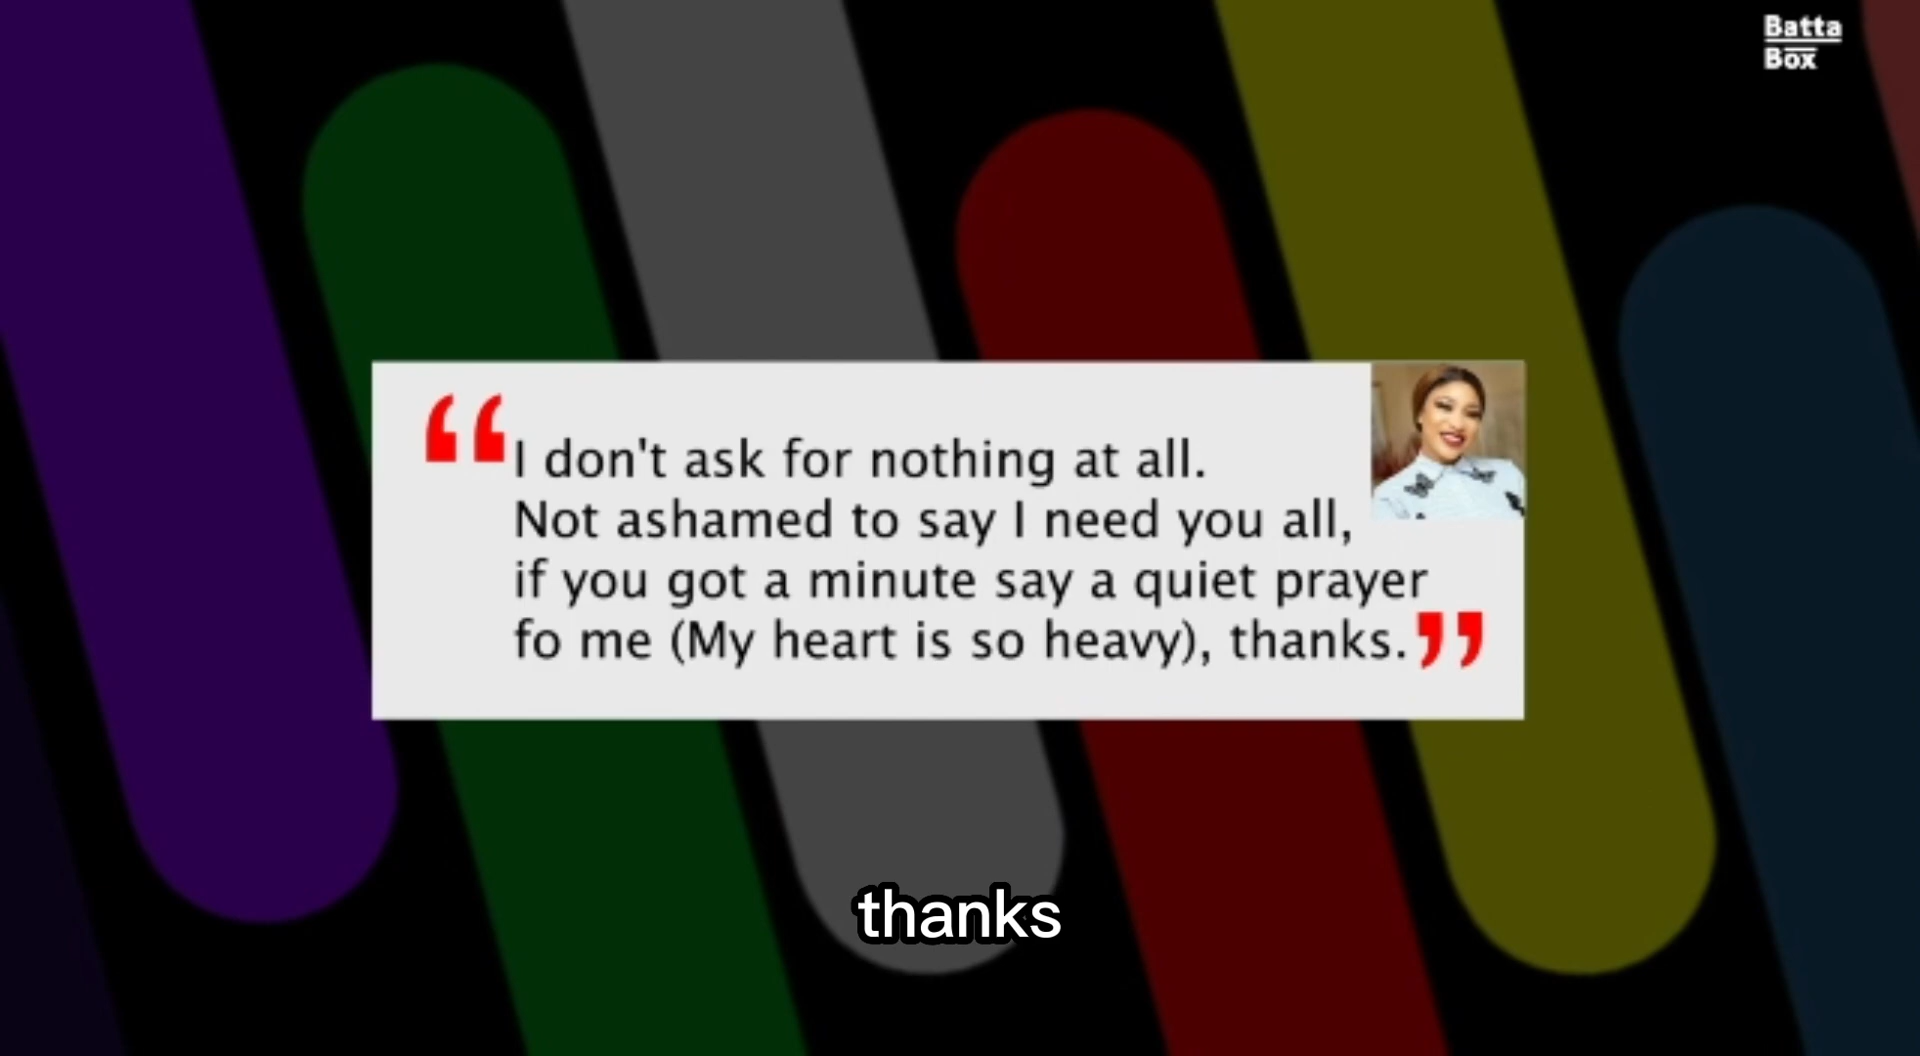 Batta
Box
“I don't ask for nothing at all.
Not ashamed to say I need you all,
if you got a minute say a quiet prayer
fo me (My heart is so heavy), thanks.”
thanks